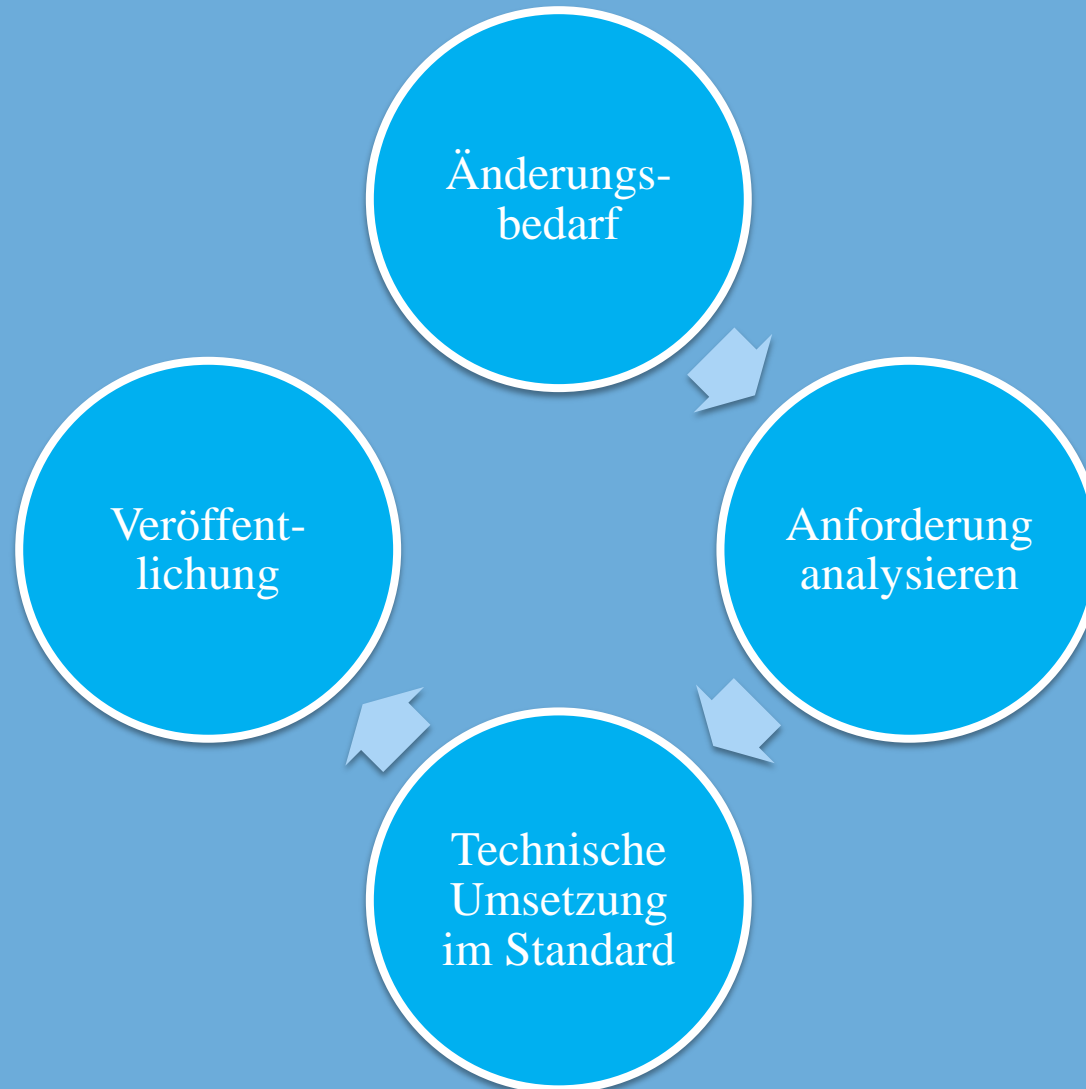 Änderungs-
bedarf
Anforderung
analysieren
Technische
Umsetzung
im Standard
Veröffent-
lichung